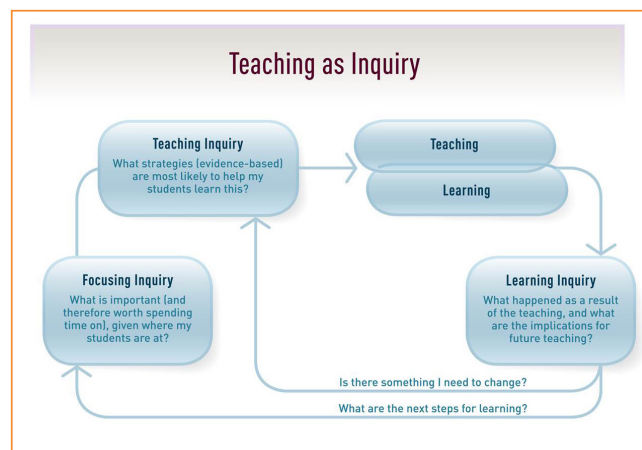 Teaching as Inquiry
Teaching Inquiry
What strategies (evidence-based)
are most likely to help my
students learn this?
Teaching
Learning
Focusing Inquiry
What is important (and
therefore worth spending
time on), given where my
students are at?
Learning Inquiry
What happened as a result
of the teaching, and what
are the implications for
future teaching?
Is there something I need to change?
What are the next steps for learning?